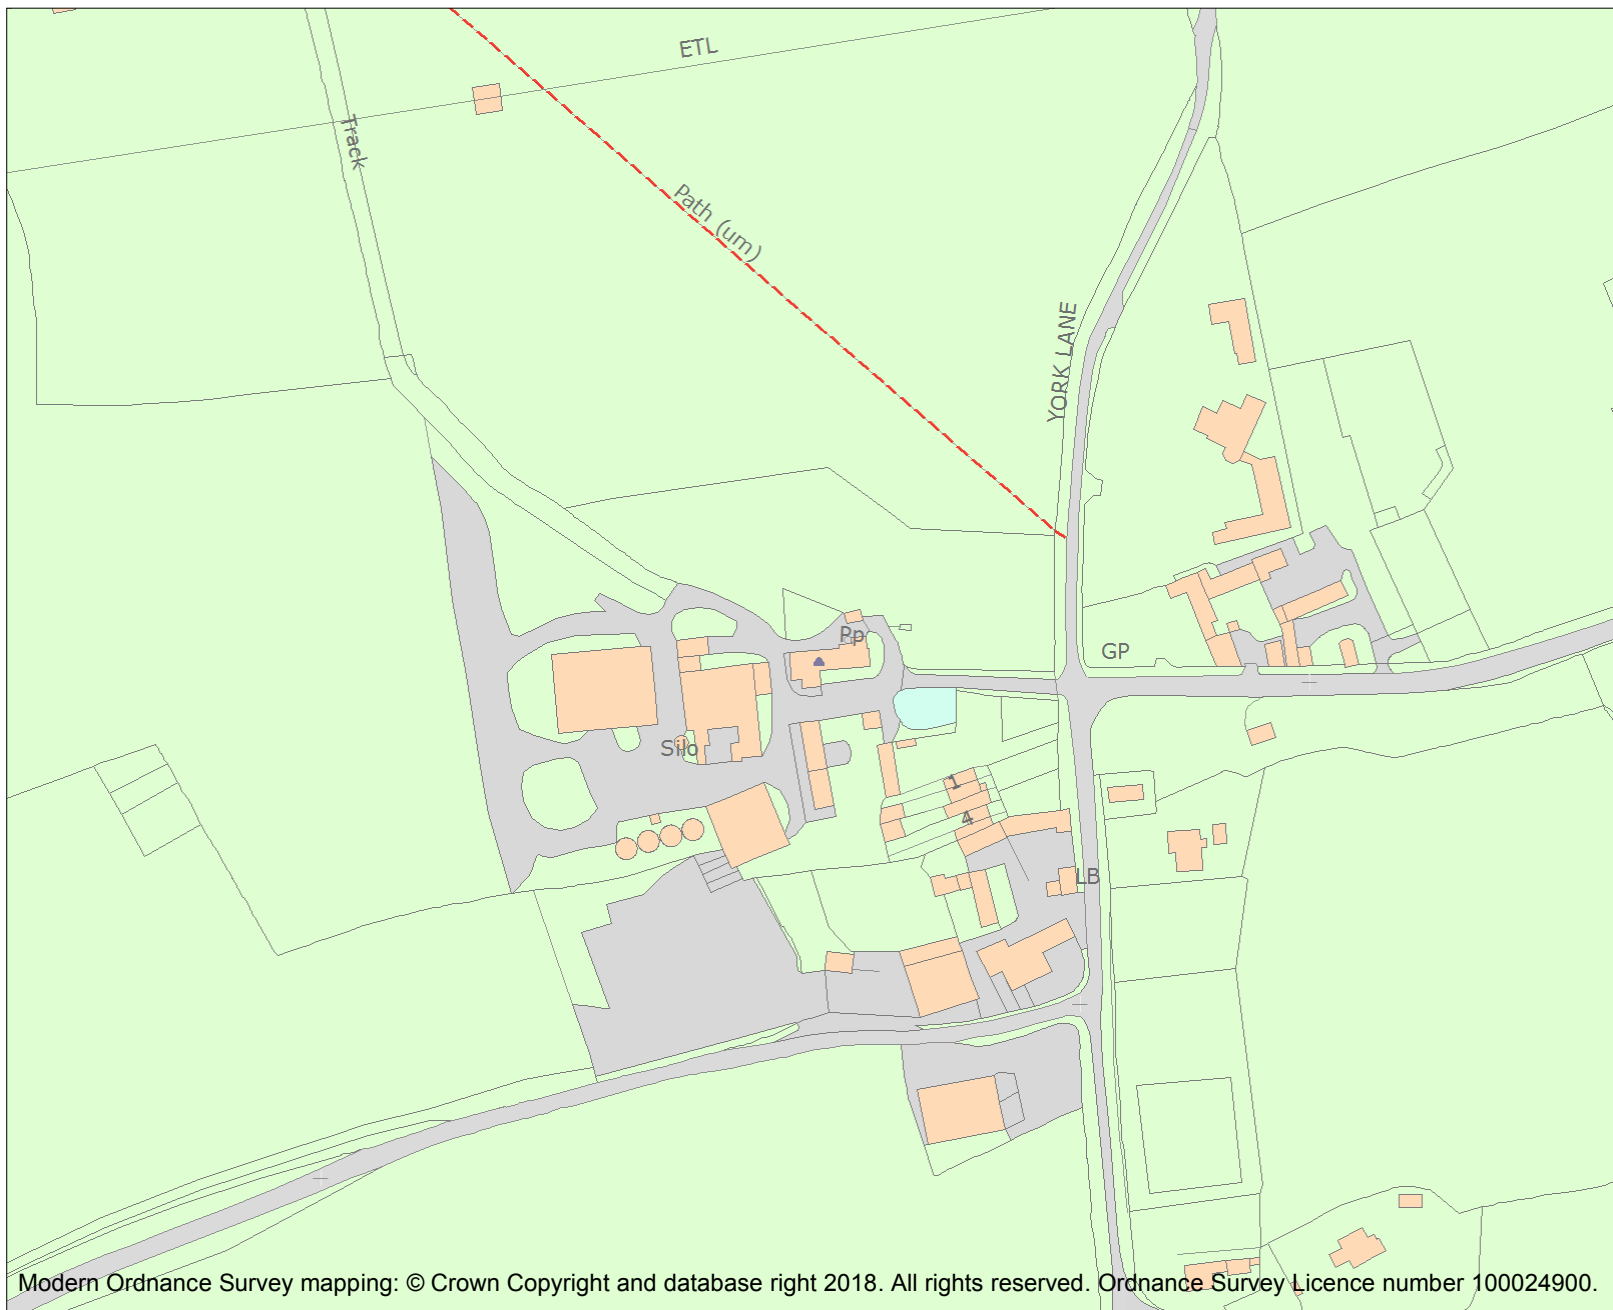 ETL
Track
Path (um)
YORK LANE
Pp
GP
Silo
1
4
LB
Modern Ordnance Survey mapping: © Crown Copyright and database right 2018. All rights reserved. Ordnance Survey Licence number 100024900.